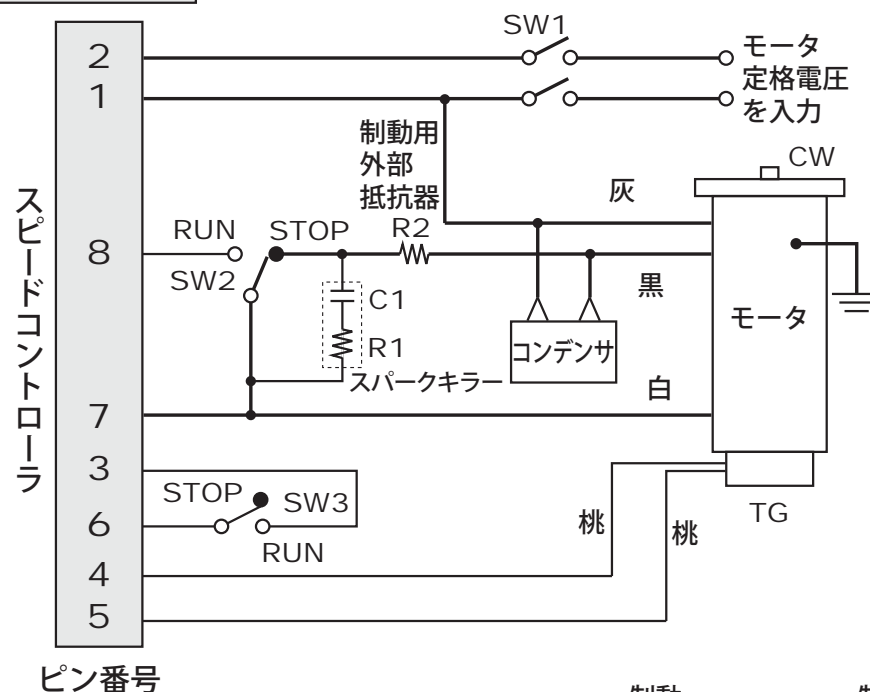 SW1
2
モータ
定格電圧
を入力
1
制動用
外部
抵抗器
CW
灰
スピードコントローラ
RUN
STOP
R2
8
SW2
黒
C1
モータ
R1
コンデンサ
スパークキラー
白
7
3
STOP
SW3
TG
6
桃
桃
RUN
4
5
ピン番号